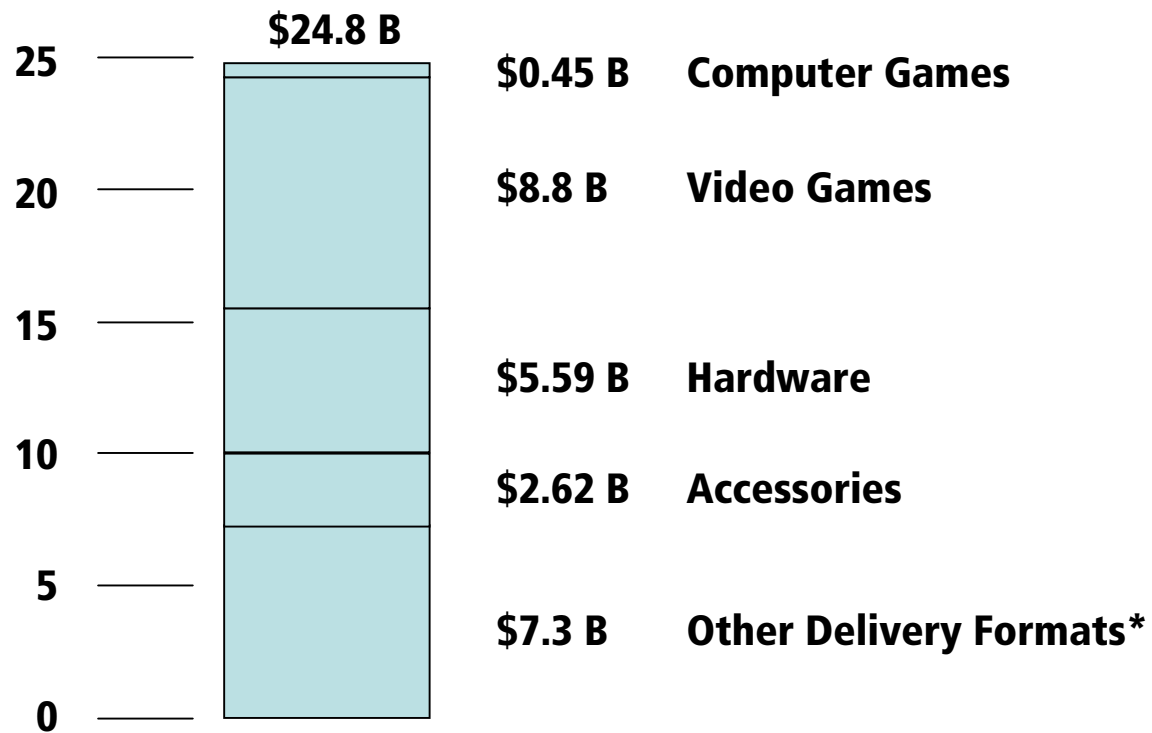 $24.8 B
25
$0.45 B Computer Games
20
$8.8 B Video Games
15
$5.59 B Hardware
10
$2.62 B Accessories
5
$7.3 B Other Delivery Formats*
0